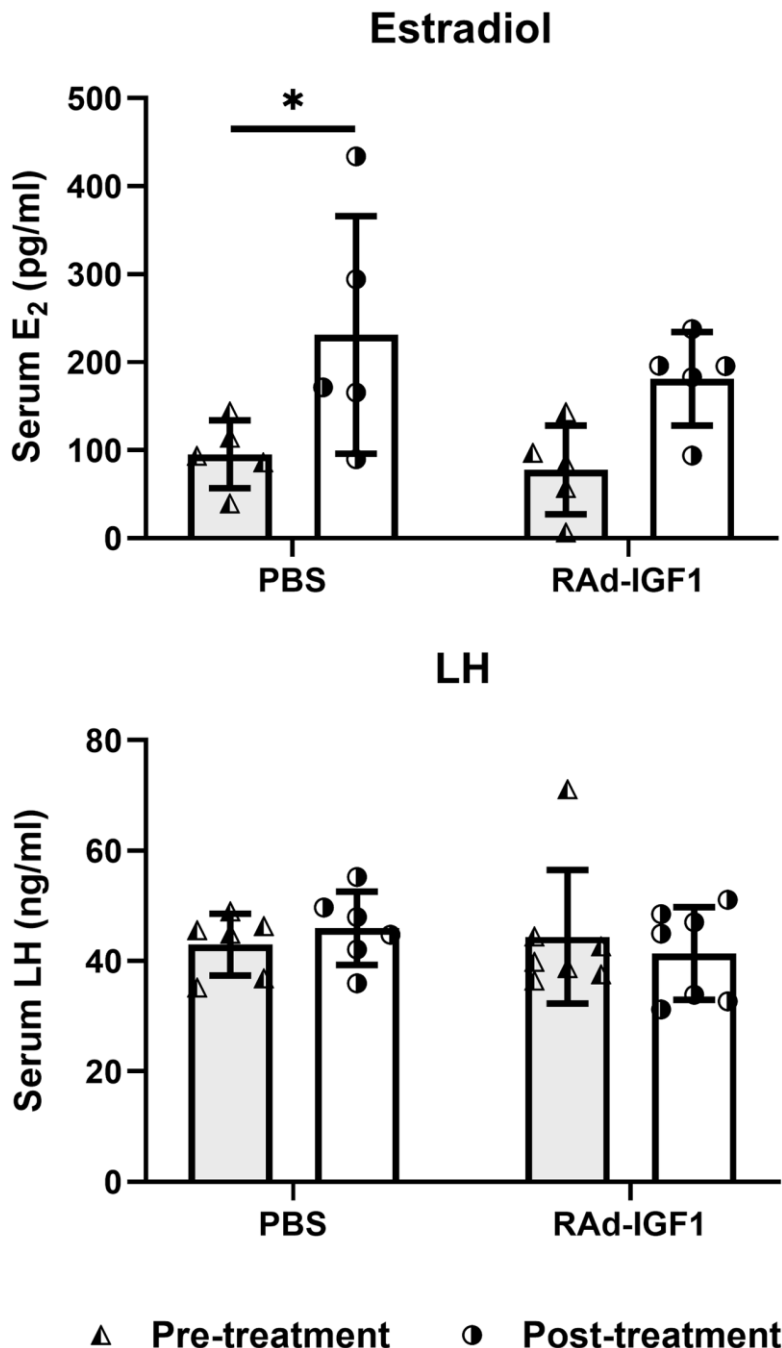 Estradiol
*
500
400
300
200
100
0
Serum E₂ (pg/ml)
PBS RAd-IGF1
LH
80
60
40
20
0
Serum LH (ng/ml)
PBS RAd-IGF1
Pre-treatment Post-treatment